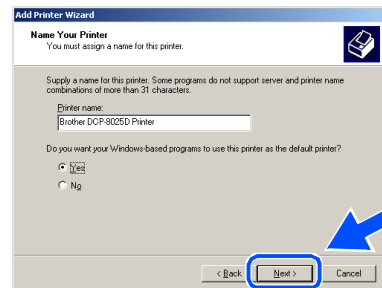 Add Printer Wizard
Name Your Printer
You must assign a name for this printer.
Supply a name for this printer. Some programs do not support server and printer name
combinations of more than 31 characters.
Printer name:
Brother DCP-8025D Printer
Do you want your Windows-based programs to use this printer as the default printer?
Yes
No
< Back Next > Cancel